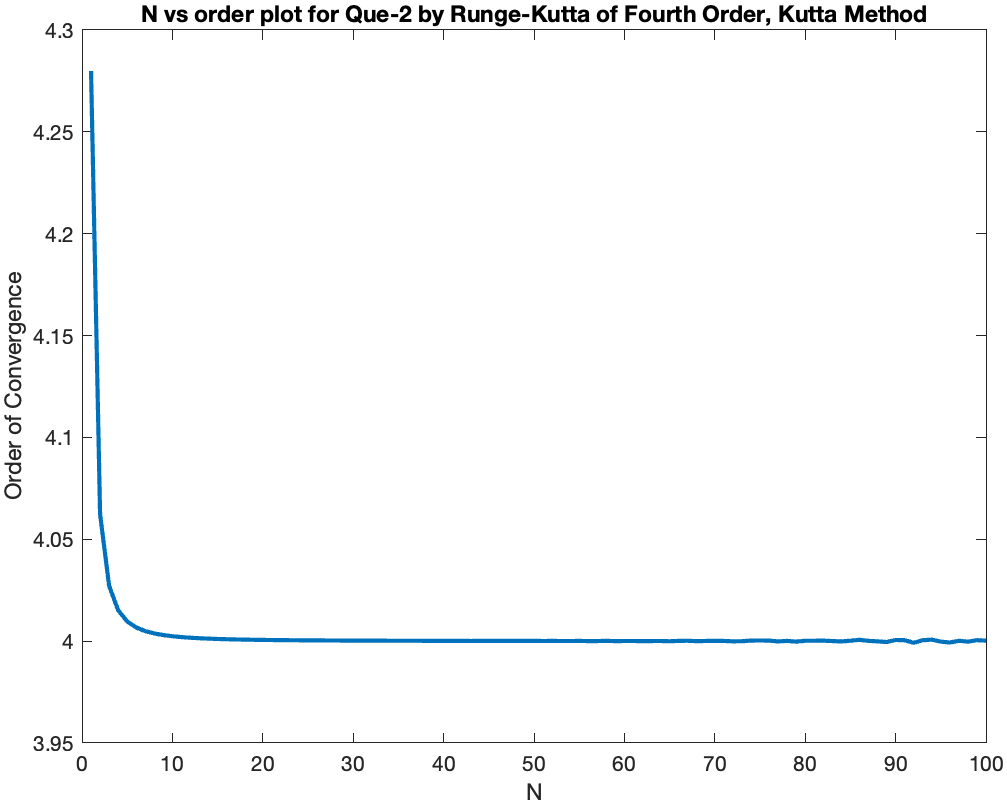 N vs order plot for Que-2 by Runge-Kutta of Fourth Order, Kutta Method
Order of Convergence
4.3
4.25
4.2
4.15
4.1
4.05
4
3.95
0 10 20 30 40 50 60 70 80 90 100
N